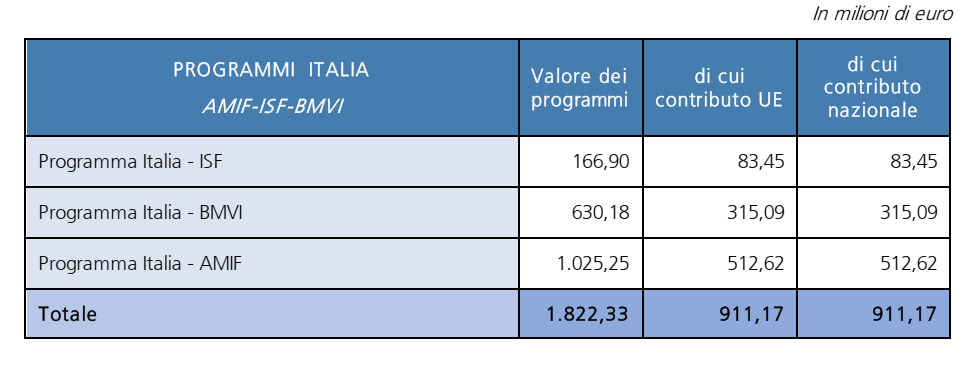 In milioni di euro
PROGRAMMI ITALIA
AMIF-ISF-BMVI
Valore dei
programmi
di cui
contributo UE
di cui
contributo
nazionale
Programma Italia - ISF 166,90 83,45 83,45
Programma Italia - BMVI 630,18 315,09 315,09
Programma Italia - AMIF 1.025,25 512,62 512,62
Totale 1.822,33 911,17 911,17